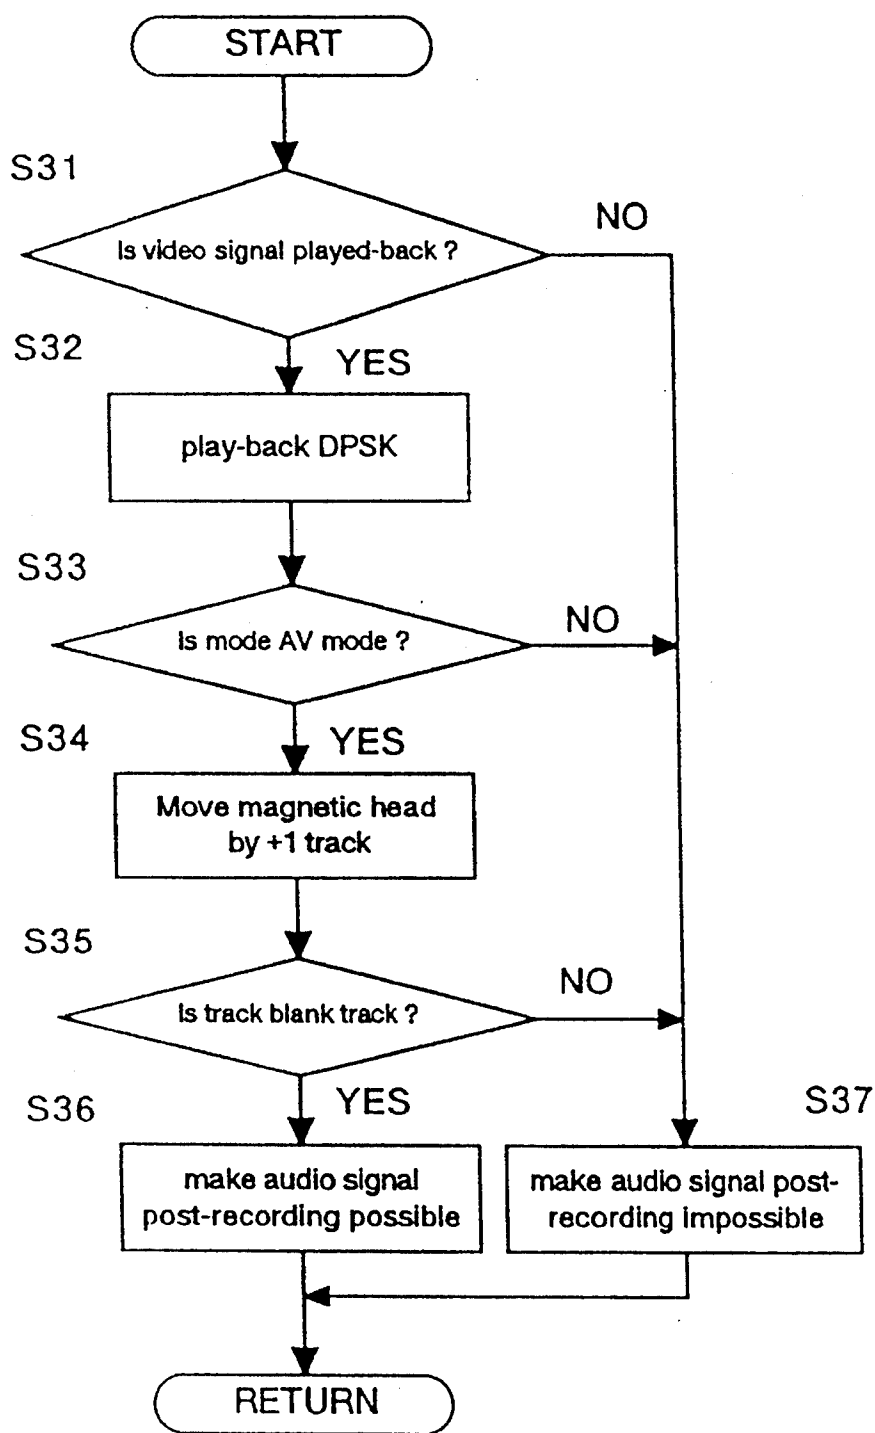 START
S31
Is video signal played-back ?
NO
S32
YES
play-back DPSK
S33
Is mode AV mode ?
NO
S34
YES
Move magnetic head
by +1 track
S35
Is track blank track ?
NO
S36
YES
S37
make audio signal
post-recording possible
make audio signal post-
recording impossible
RETURN